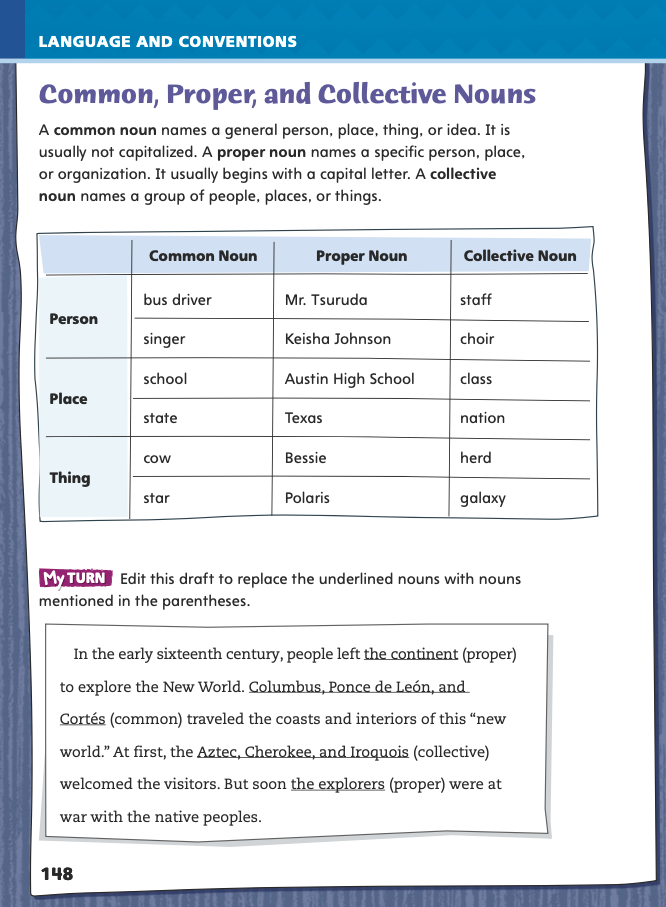 LANGUAGE AND CONVENTIONS
Common, Proper, and Collective Nouns
A common noun names a general person, place, thing, or idea. It is
usually not capitalized. A proper noun names a specific person, place,
or organization. It usually begins with a capital letter. A collective
noun names a group of people, places, or things.
Common Noun Proper Noun Collective Noun
Person
bus driver Mr. Tsuruda staff
singer Keisha Johnson choir
Place
school Austin High School class
state Texas nation
Thing
cow Bessie herd
star Polaris galaxy
My TURN Edit this draft to replace the underlined nouns with nouns
mentioned in the parentheses.
In the early sixteenth century, people left the continent (proper)
to explore the New World. Columbus, Ponce de León, and
Cortés (common) traveled the coasts and interiors of this “new
world.” At first, the Aztec, Cherokee, and Iroquois (collective)
welcomed the visitors. But soon the explorers (proper) were at
war with the native peoples.
148